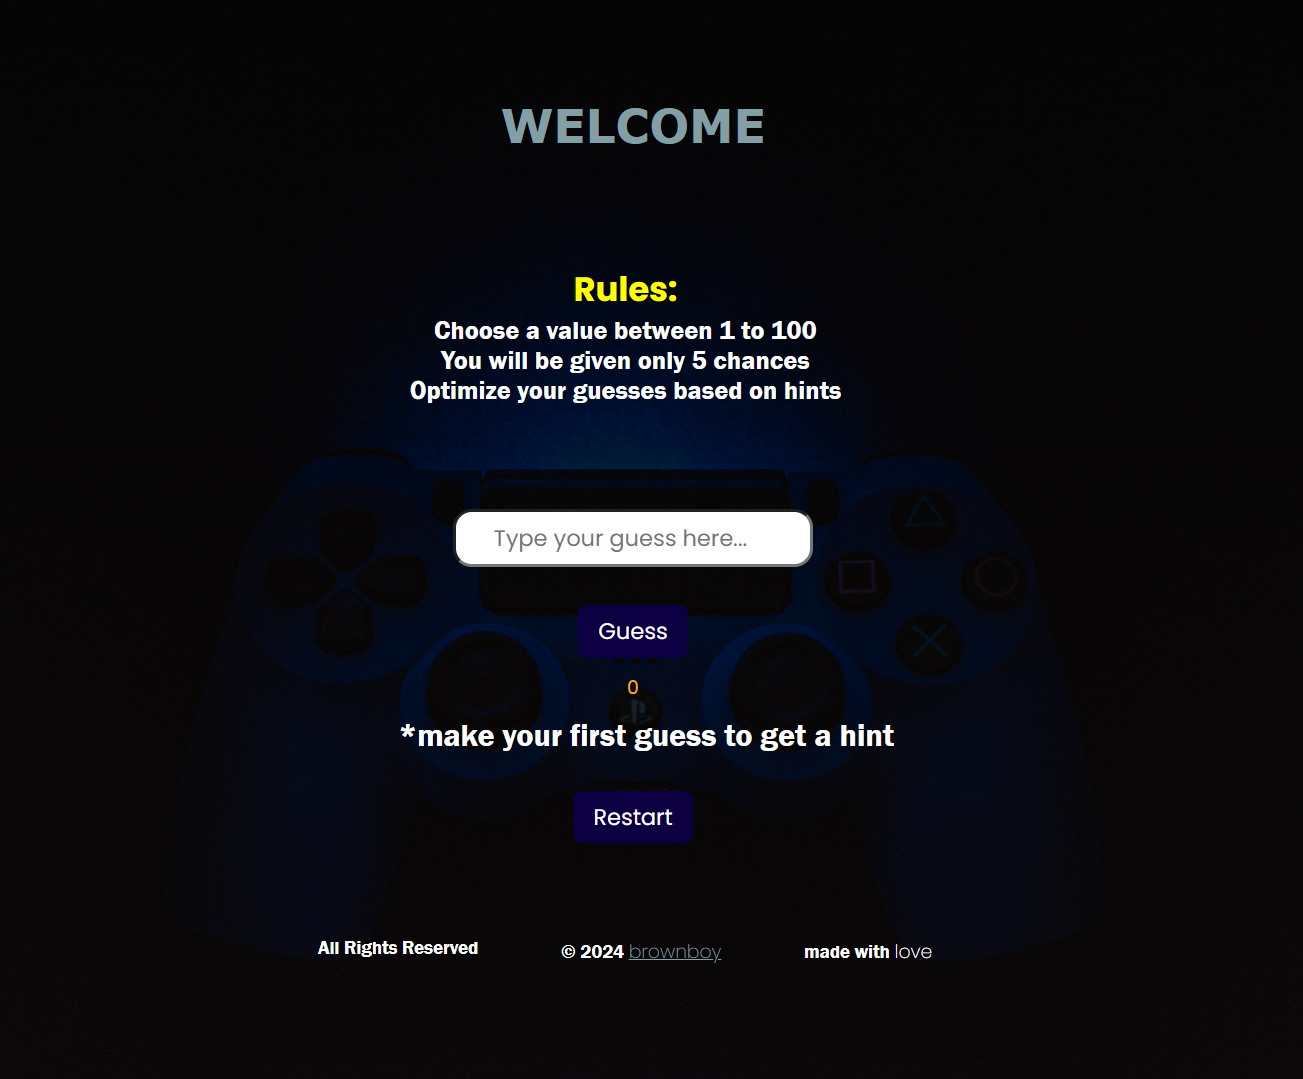 WELCOME
Rules:
Choose a value between 1 to 100
You will be given only 5 chances
Optimize your guesses based on hints
Type your guess here...
Guess
0
*make your first guess to get a hint
Restart
All Rights Reserved
© 2024 brownboy
made with love